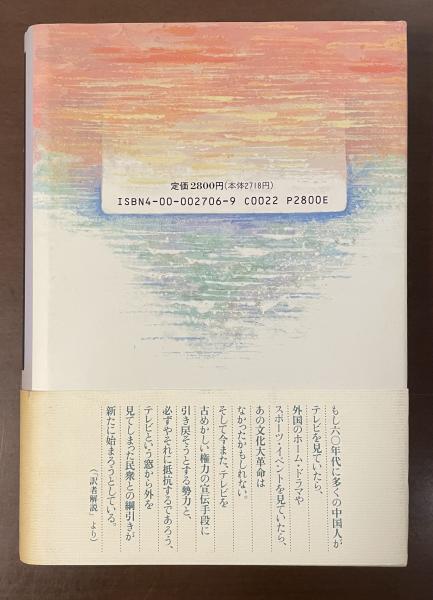 定価2800円(本体2718円)
ISBN4-00-002706-9 C0022 P2800E
もし六〇年代に多くの中国人が
テレビを見ていたら、
外国のホーム・ドラマや
スポーツ・イベントを見ていたら、
あの文化大革命は
なかったかもしれない。
そして今また、テレビを
古めかしい権力の宣伝手段に
引き戻そうとする勢力と、
必ずやそれに抵抗するであろう、
テレビという窓から外を
見てしまった民衆との綱引きが
新たに始まろうとしている。
(「訳者解説」より)